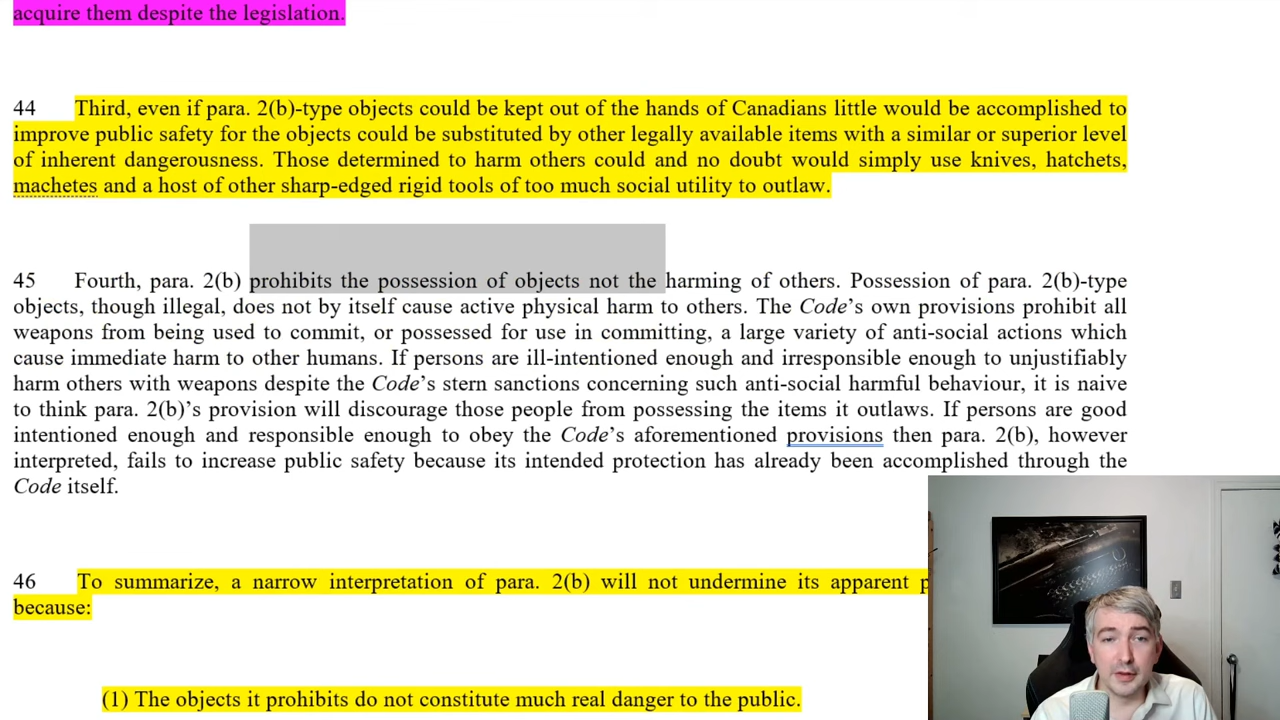 acquire them despite the legislation.
44 Third, even if para. 2(b)-type objects could be kept out of the hands of Canadians little would be accomplished to
improve public safety for the objects could be substituted by other legally available items with a similar or superior level
of inherent dangerousness. Those determined to harm others could and no doubt would simply use knives, hatchets,
machetes and a host of other sharp-edged rigid tools of too much social utility to outlaw.
45 Fourth, para. 2(b) prohibits the possession of objects not the harming of others. Possession of para. 2(b)-type
objects, though illegal, does not by itself cause active physical harm to others. The Code's own provisions prohibit all
weapons from being used to commit, or possessed for use in committing, a large variety of anti-social actions which
cause immediate harm to other humans. If persons are ill-intentioned enough and irresponsible enough to unjustifiably
harm others with weapons despite the Code's stern sanctions concerning such anti-social harmful behaviour, it is naive
to think para. 2(b)'s provision will discourage those people from possessing the items it outlaws. If persons are good
intentioned enough and responsible enough to obey the Code's aforementioned provisions then para. 2(b), however
interpreted, fails to increase public safety because its intended protection has already been accomplished through the
Code itself.
46 To summarize, a narrow interpretation of para. 2(b) will not undermine its apparent
because:
(1) The objects it prohibits do not constitute much real danger to the public.